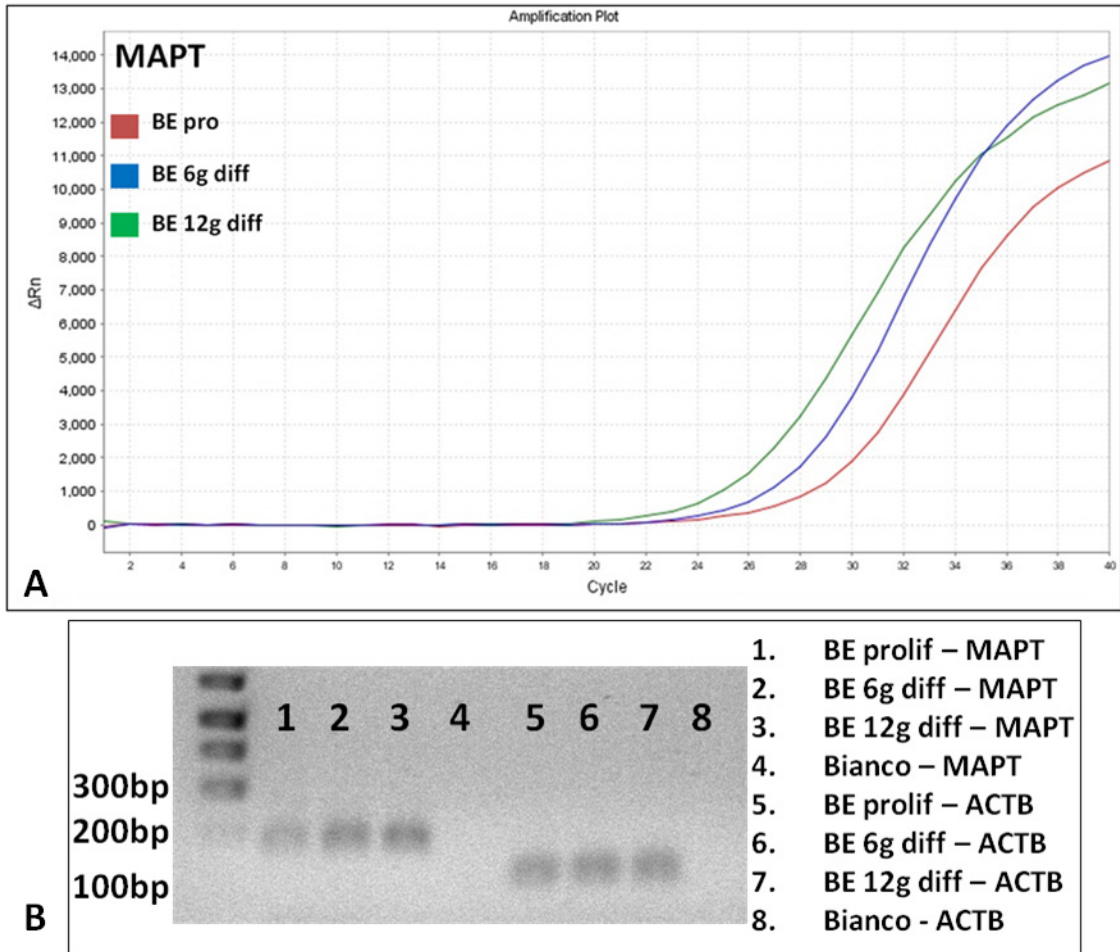 Amplification Plot
MAPT
BE pro
BE 6g diff
BE 12g diff
14,000
13,000
12,000
11,000
10,000
9,000
8,000
7,000
6,000
5,000
4,000
3,000
2,000
1,000
0
ΔRn
2 4 6 8 10 12 14 16 18 20 22 24 26 28 30 32 34 36 38 40
Cycle
A
1 2 3 4 5 6 7 8
300bp
200bp
100bp
B
1. BE prolif – MAPT
2. BE 6g diff – MAPT
3. BE 12g diff – MAPT
4. Bianco – MAPT
5. BE prolif – ACTB
6. BE 6g diff – ACTB
7. BE 12g diff – ACTB
8. Bianco - ACTB